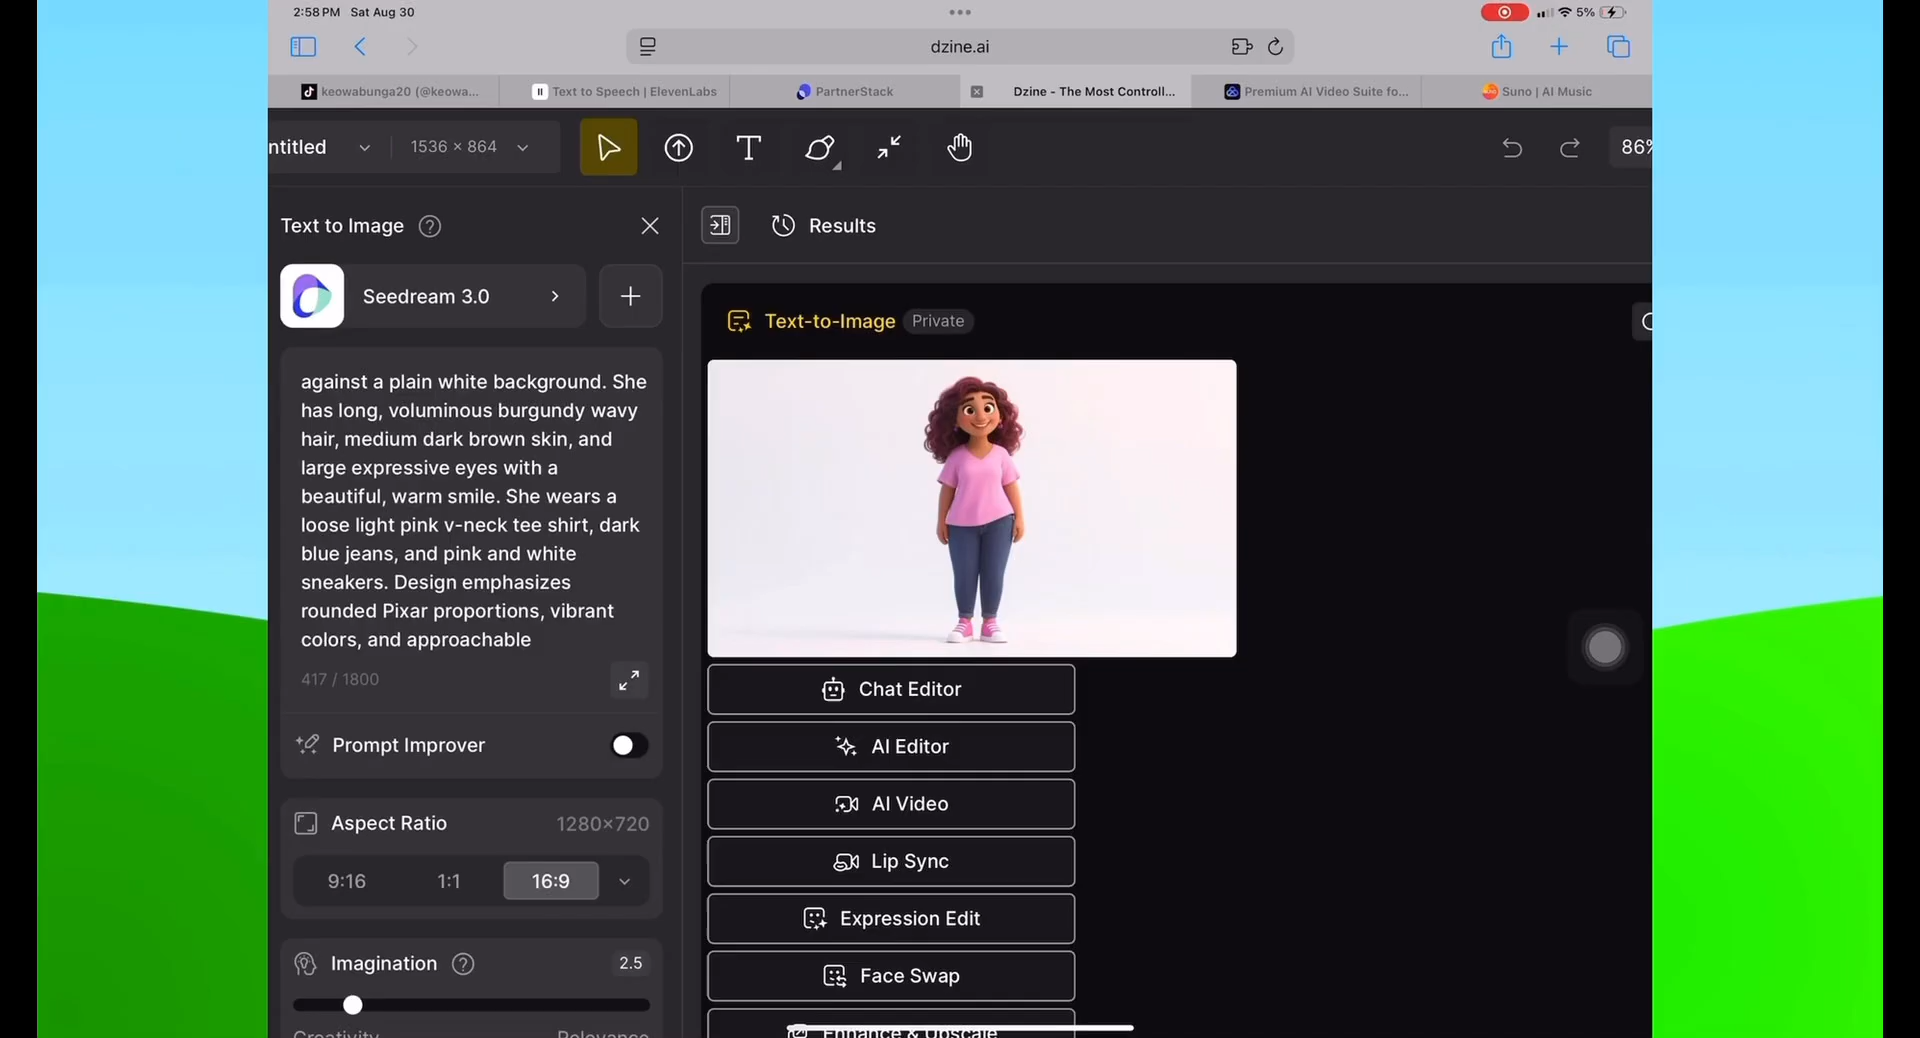 2:58 PM Sat Aug 30
5%
dzine.ai
keowabunga20 (@keowa...
Text to Speech | ElevenLabs
PartnerStack
Dzine - The Most Controll...
Premium AI Video Suite fo...
Suno | AI Music
ntitled
1536 × 864
T
86%
Text to Image
Results
Seedream 3.0
Text-to-Image Private
against a plain white background. She
has long, voluminous burgundy wavy
hair, medium dark brown skin, and
large expressive eyes with a
beautiful, warm smile. She wears a
loose light pink v-neck tee shirt, dark
blue jeans, and pink and white
sneakers. Design emphasizes
rounded Pixar proportions, vibrant
colors, and approachable
417 / 1800
Prompt Improver
Aspect Ratio 1280×720
9:16 1:1 16:9
Imagination 2.5
Creativity Relevance
Chat Editor
AI Editor
AI Video
Lip Sync
Expression Edit
Face Swap
Enhance & Upscale